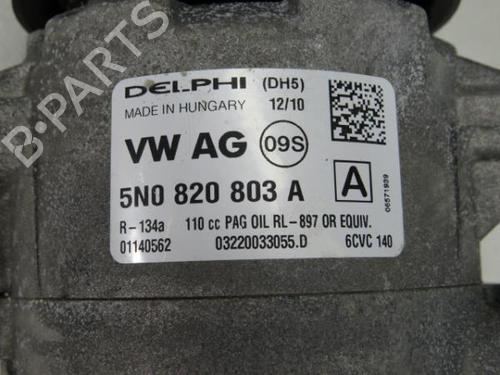 DELPHI (DH5)
MADE IN HUNGARY 12/10
VW AG 09S
5N0 820 803 A A
R-134a 110 cc PAG OIL RL-897 OR EQUIV.
01140562 03220033055.D 6CVC 140
06571939
B-PARTS